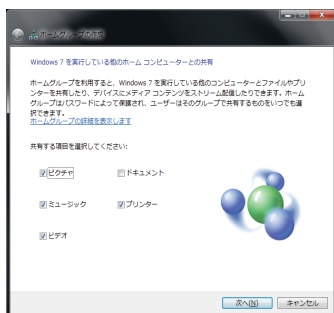 ホームグループの作成
Windows 7 を実行している他のホーム コンピューターとの共有
ホームグループを利用すると、Windows 7 を実行している他のコンピューターとファイルやプリ
ンターを共有したり、デバイスにメディア コンテンツをストリーム配信したりできます。ホーム
グループはパスワードによって保護され、ユーザーはそのグループで共有するものをいつでも選
択できます。
ホームグループの詳細を表示します
共有する項目を選択してください:
ピクチャ ドキュメント
ミュージック プリンター
ビデオ
次へ(N) キャンセル